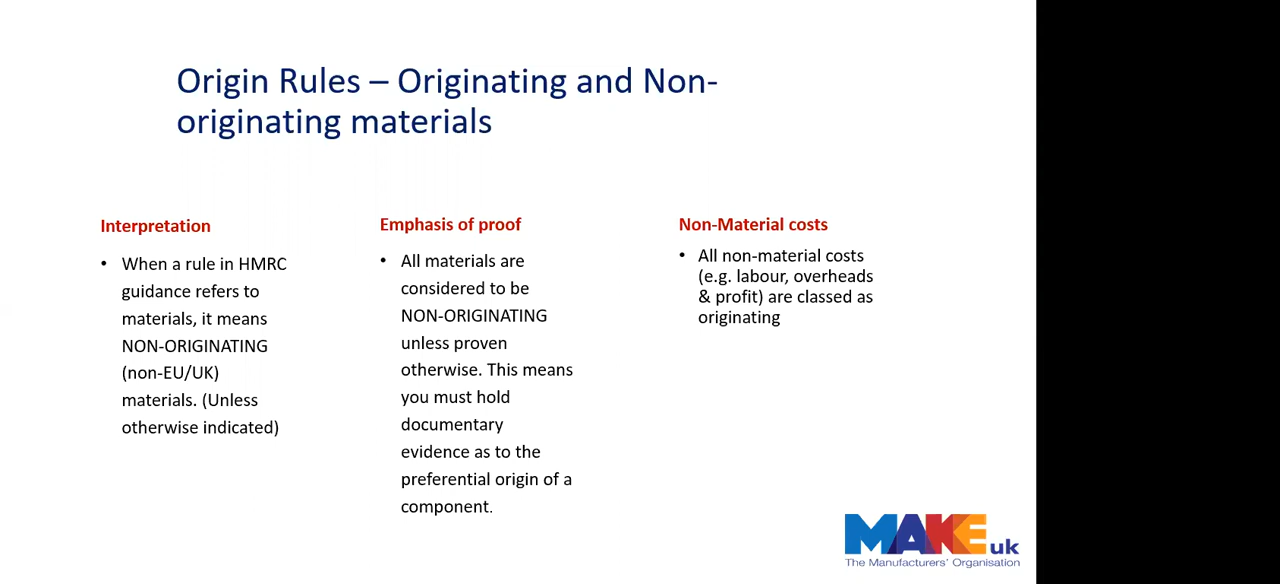 Origin Rules – Originating and Non-
originating materials
Interpretation
• When a rule in HMRC
guidance refers to
materials, it means
NON-ORIGINATING
(non-EU/UK)
materials. (Unless
otherwise indicated)
Emphasis of proof
• All materials are
considered to be
NON-ORIGINATING
unless proven
otherwise. This means
you must hold
documentary
evidence as to the
preferential origin of a
component.
Non-Material costs
• All non-material costs
(e.g. labour, overheads
& profit) are classed as
originating
MAKE uk
The Manufacturers' Organisation